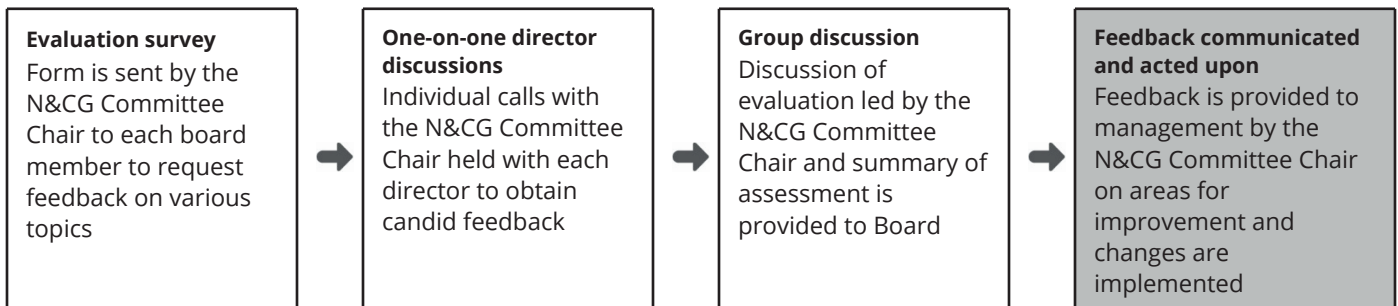 Evaluation survey
Form is sent by the
N&CG Committee
Chair to each board
member to request
feedback on various
topics
One-on-one director
discussions
Individual calls with
the N&CG Committee
Chair held with each
director to obtain
candid feedback
Group discussion
Discussion of
evaluation led by the
N&CG Committee
Chair and summary of
assessment is
provided to Board
Feedback communicated
and acted upon
Feedback is provided to
management by the
N&CG Committee Chair
on areas for
improvement and
changes are
implemented